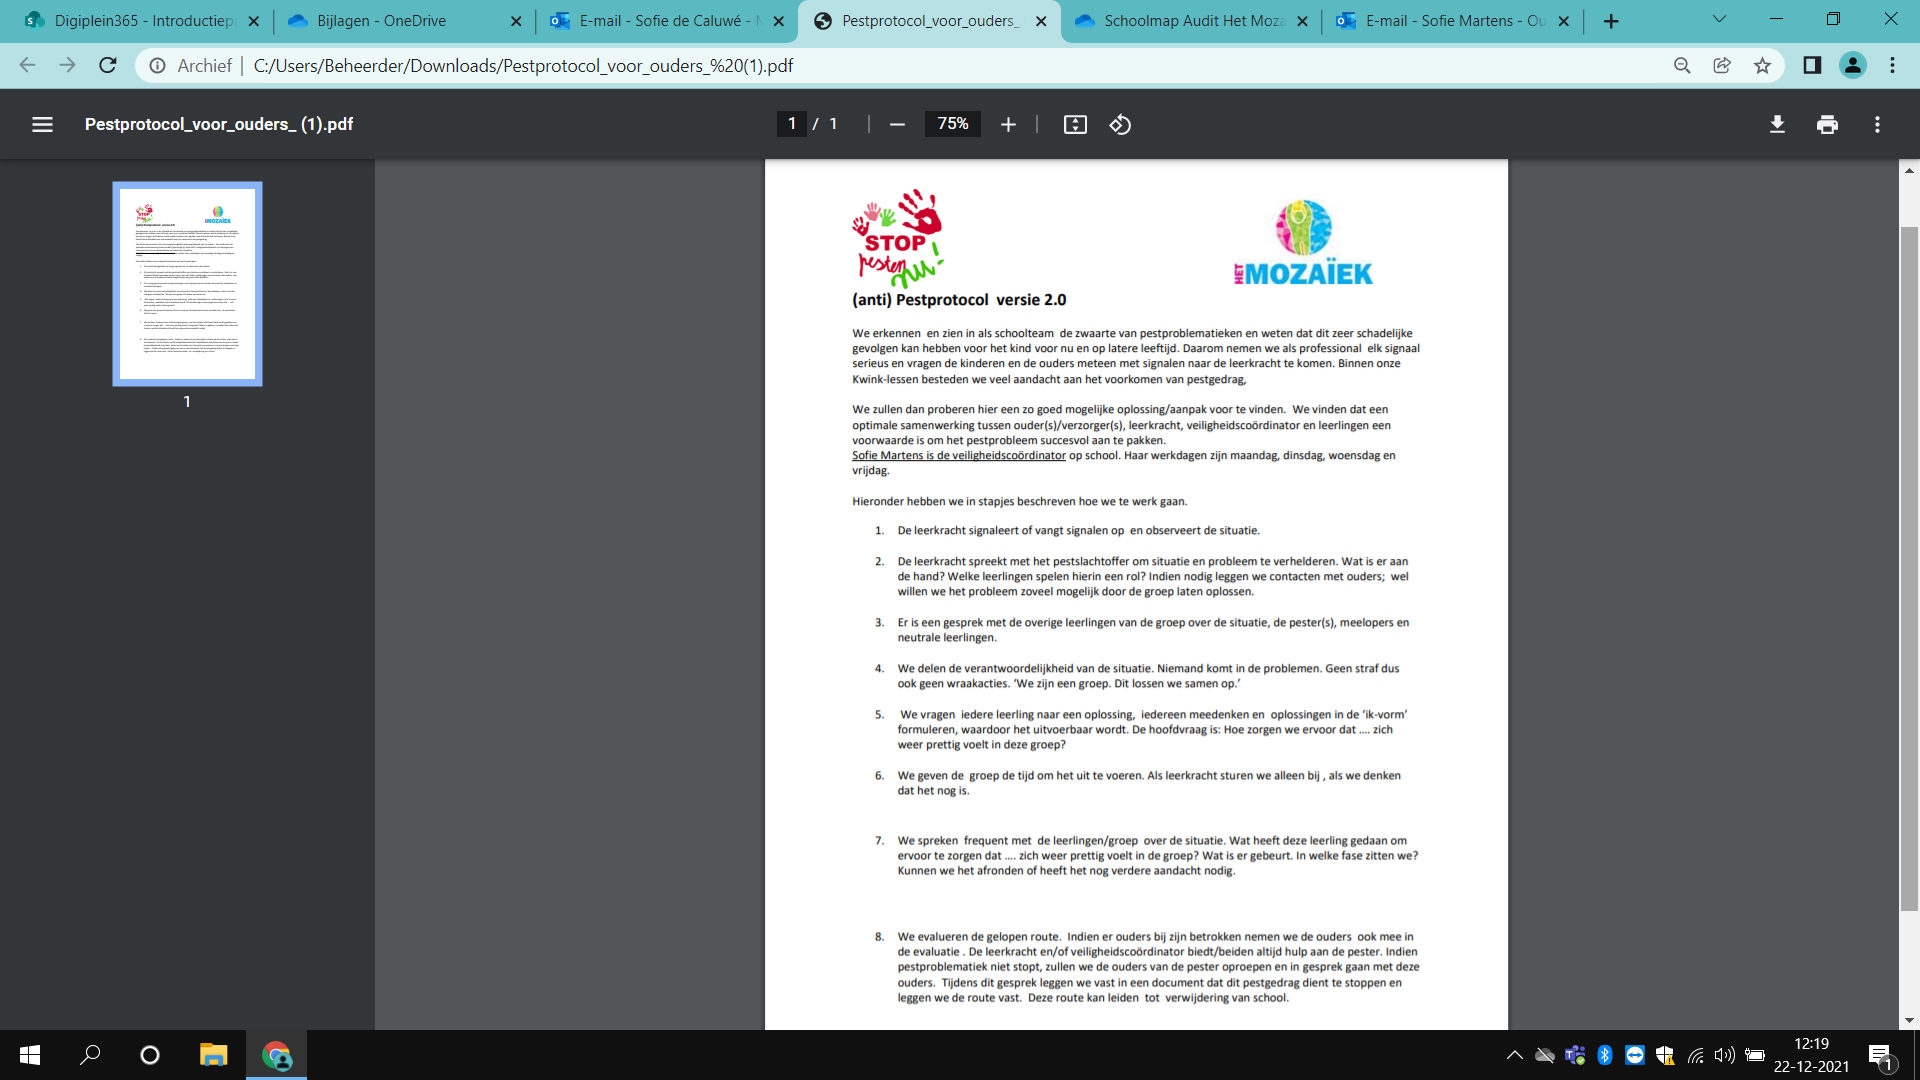 Digiplein365 - Introductiep
Bijlagen - OneDrive
E-mail - Sofie de Caluwé -
Pestprotocol_voor_ouders_
Schoolmap Audit Het Moza
E-mail - Sofie Martens - Ou
Archief
C:/Users/Beheerder/Downloads/Pestprotocol_voor_ouders_%20(1).pdf
Pestprotocol_voor_ouders_ (1).pdf
1 / 1
75%
1
STOP
pesten
nu!
HET MOZAÏEK
(anti) Pestprotocol versie 2.0
We erkennen en zien in als schoolteam de zwaarte van pestproblematieken en weten dat dit zeer schadelijke
gevolgen kan hebben voor het kind voor nu en op latere leeftijd. Daarom nemen we als professional elk signaal
serieus en vragen de kinderen en de ouders meteen met signalen naar de leerkracht te komen. Binnen onze
Kwink-lessen besteden we veel aandacht aan het voorkomen van pestgedrag,
We zullen dan proberen hier een zo goed mogelijke oplossing/aanpak voor te vinden. We vinden dat een
optimale samenwerking tussen ouder(s)/verzorger(s), leerkracht, veiligheidscoördinator en leerlingen een
voorwaarde is om het pestprobleem succesvol aan te pakken.
Sofie Martens is de veiligheidscoördinator op school. Haar werkdagen zijn maandag, dinsdag, woensdag en
vrijdag.
Hieronder hebben we in stapjes beschreven hoe we te werk gaan.
1. De leerkracht signaleert of vangt signalen op en observeert de situatie.
2. De leerkracht spreekt met het pestslachtoffer om situatie en probleem te verhelderen. Wat is er aan
de hand? Welke leerlingen spelen hierin een rol? Indien nodig leggen we contacten met ouders; wel
willen we het probleem zoveel mogelijk door de groep laten oplossen.
3. Er is een gesprek met de overige leerlingen van de groep over de situatie, de pester(s), meelopers en
neutrale leerlingen.
4. We delen de verantwoordelijkheid van de situatie. Niemand komt in de problemen. Geen straf dus
ook geen wraakacties. ‘We zijn een groep. Dit lossen we samen op.’
5. We vragen iedere leerling naar een oplossing, iedereen meedenken en oplossingen in de ‘ik-vorm’
formuleren, waardoor het uitvoerbaar wordt. De hoofdvraag is: Hoe zorgen we ervoor dat .... zich
weer prettig voelt in deze groep?
6. We geven de groep de tijd om het uit te voeren. Als leerkracht sturen we alleen bij , als we denken
dat het nog is.
7. We spreken frequent met de leerlingen/groep over de situatie. Wat heeft deze leerling gedaan om
ervoor te zorgen dat .... zich weer prettig voelt in de groep? Wat is er gebeurt. In welke fase zitten we?
Kunnen we het afronden of heeft het nog verdere aandacht nodig.
8. We evalueren de gelopen route. Indien er ouders bij zijn betrokken nemen we de ouders ook mee in
de evaluatie . De leerkracht en/of veiligheidscoördinator biedt/beiden altijd hulp aan de pester. Indien
pestproblematiek niet stopt, zullen we de ouders van de pester oproepen en in gesprek gaan met deze
ouders. Tijdens dit gesprek leggen we vast in een document dat dit pestgedrag dient te stoppen en
leggen we de route vast. Deze route kan leiden tot verwijdering van school.
12:19
22-12-2021
1